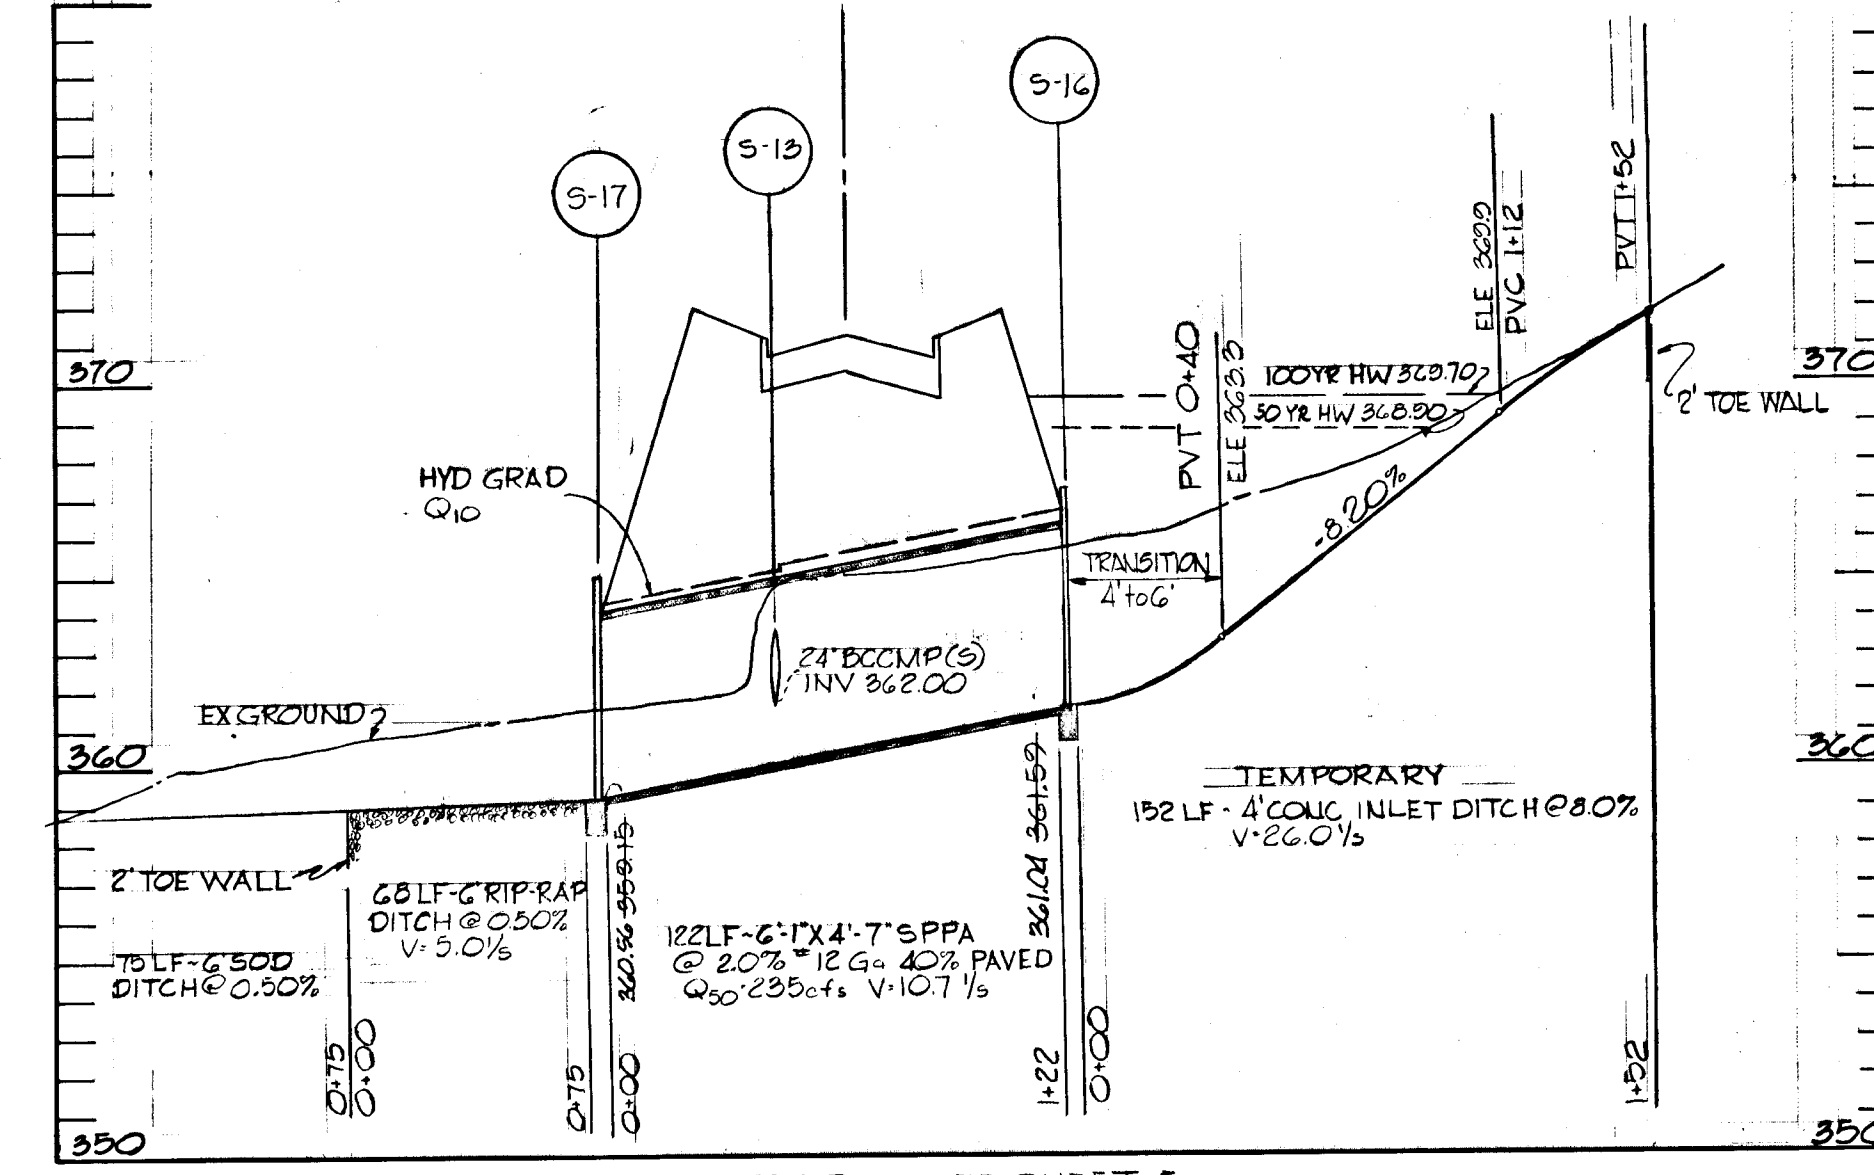 S-16
S-13
S-17
PVT 1+52
ELE 369.9
PVC 1+12
PVT 0+40
ELE 363.3
370
370
100YR HW 369.70
50 YR HW 368.90
2' TOE WALL
HYD GRAD
Q10
-8.20%
TRANSITION
4' to 6'
24" BCCMP(S)
INV 362.00
EX GROUND
360
360
TEMPORARY
152 LF - 4' CONC INLET DITCH @ 8.0%
V=26.0'/s
2' TOE WALL
68 LF-6' RIP-RAP
DITCH @ 0.50%
V= 5.0'/s
360.56 359.15
361.04 361.59
122LF-6'-1"X 4'-7" SPPA
@ 2.0% #12 Ga 40% PAVED
Q50=235cfs V=10.7 '/s
75 LF-6' SOD
DITCH @ 0.50%
0+75
0+00
0+75
0+00
1+22
0+00
1+52
350
350